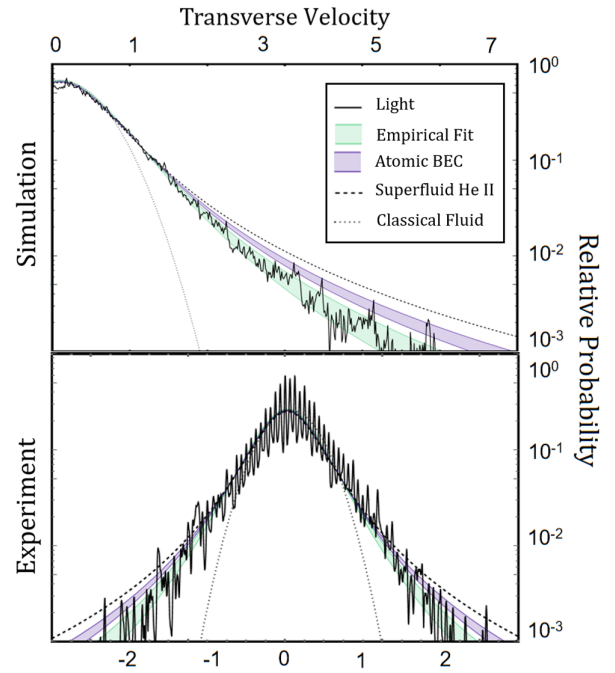 Transverse Velocity
0 1 3 5 7
10^0
Light
Empirical Fit
Atomic BEC
Superfluid He II
Classical Fluid
10^-1
10^-2
10^-3
Simulation
Relative Probability
10^0
10^-1
10^-2
10^-3
Experiment
-2 -1 0 1 2